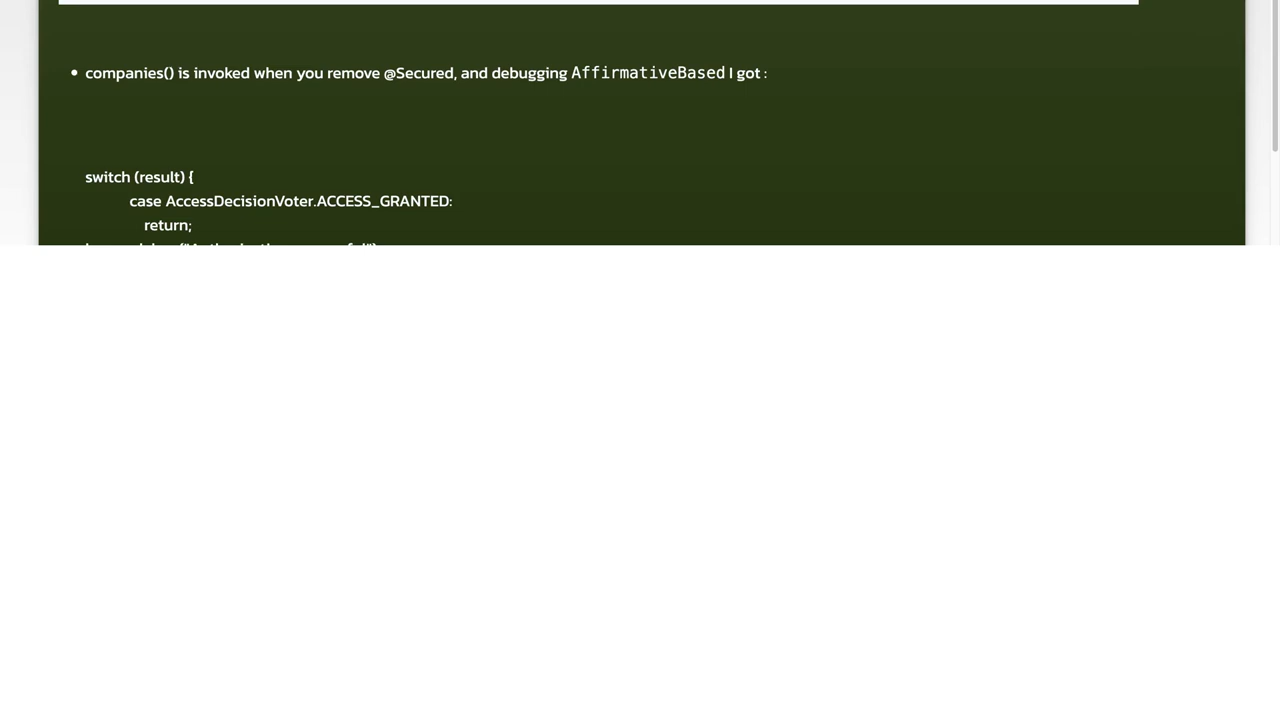 • companies() is invoked when you remove @Secured, and debugging AffirmativeBased I got :
switch (result) {
case AccessDecisionVoter.ACCESS_GRANTED:
return;